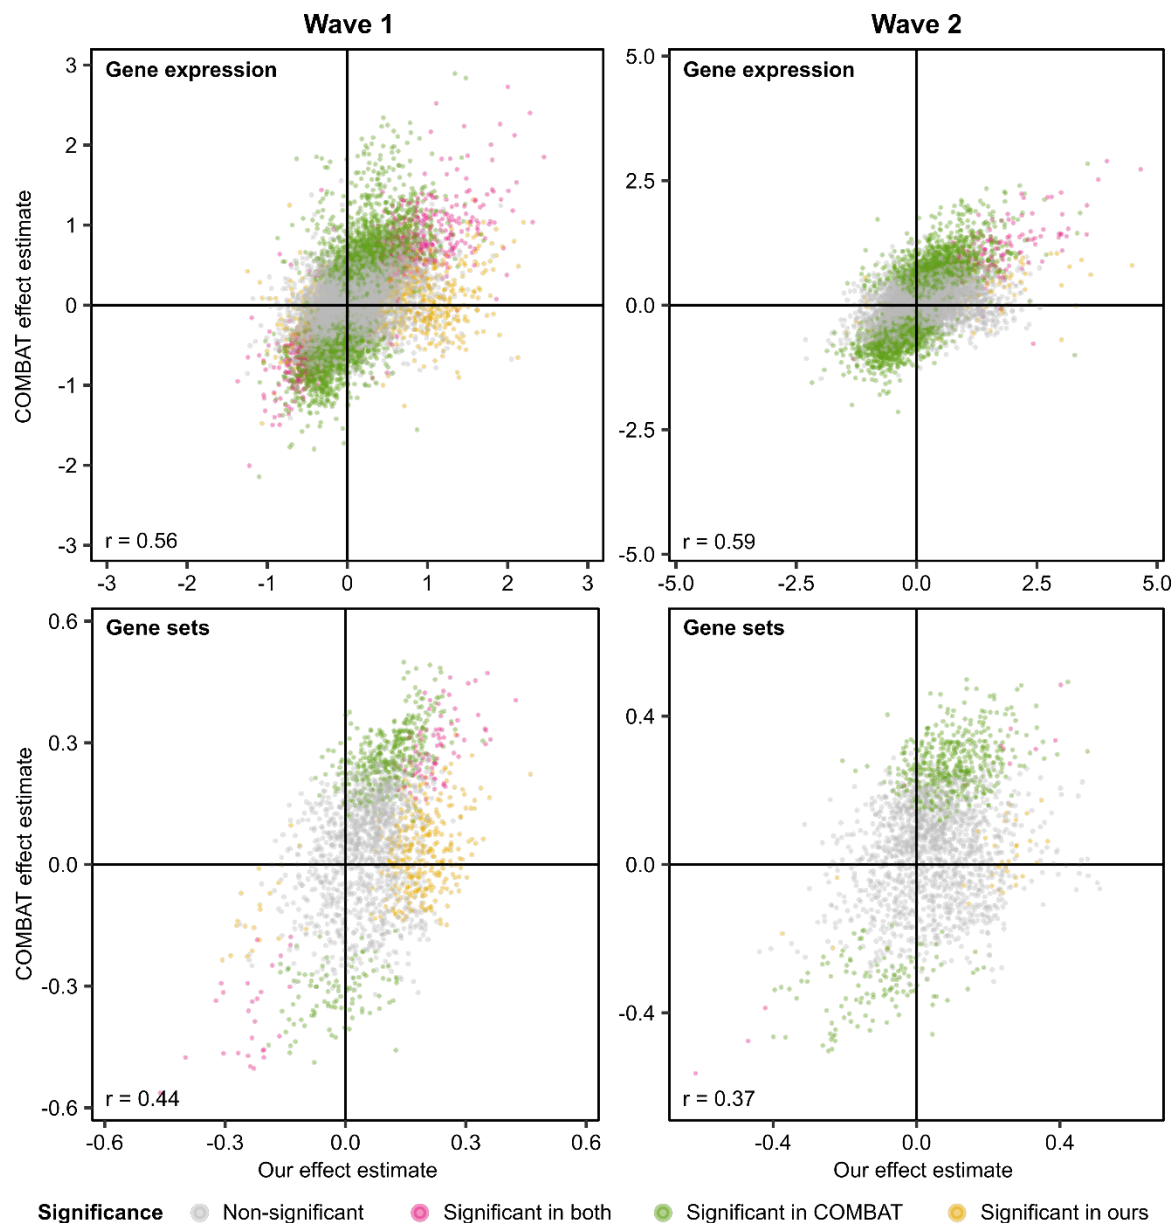 Wave 1
Wave 2
Gene expression
Gene expression
COMBAT effect estimate
3
2
1
0
-1
-2
-3
5.0
2.5
0.0
-2.5
-5.0
r = 0.56
r = 0.59
-3 -2 -1 0 1 2 3
-5.0 -2.5 0.0 2.5 5.0
Gene sets
Gene sets
COMBAT effect estimate
0.6
0.3
0.0
-0.3
-0.6
0.4
0.0
-0.4
r = 0.44
r = 0.37
-0.6 -0.3 0.0 0.3 0.6
-0.4 0.0 0.4
Our effect estimate
Our effect estimate
Significance Non-significant Significant in both Significant in COMBAT Significant in ours